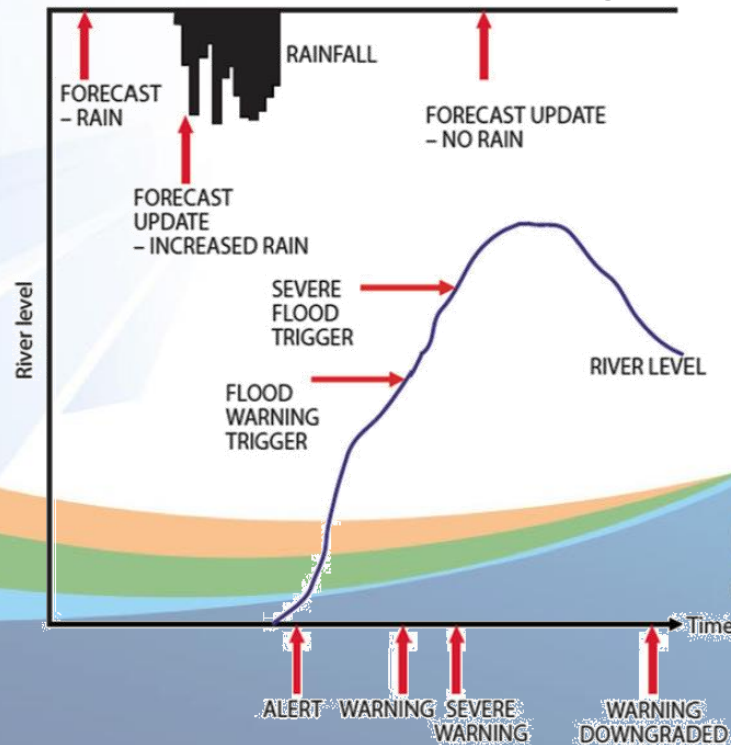 RAINFALL
FORECAST
– RAIN
FORECAST UPDATE
– NO RAIN
FORECAST
UPDATE
– INCREASED RAIN
SEVERE
FLOOD
TRIGGER
River level
FLOOD
WARNING
TRIGGER
RIVER LEVEL
Time
ALERT
WARNING
SEVERE
WARNING
WARNING
DOWNGRADED